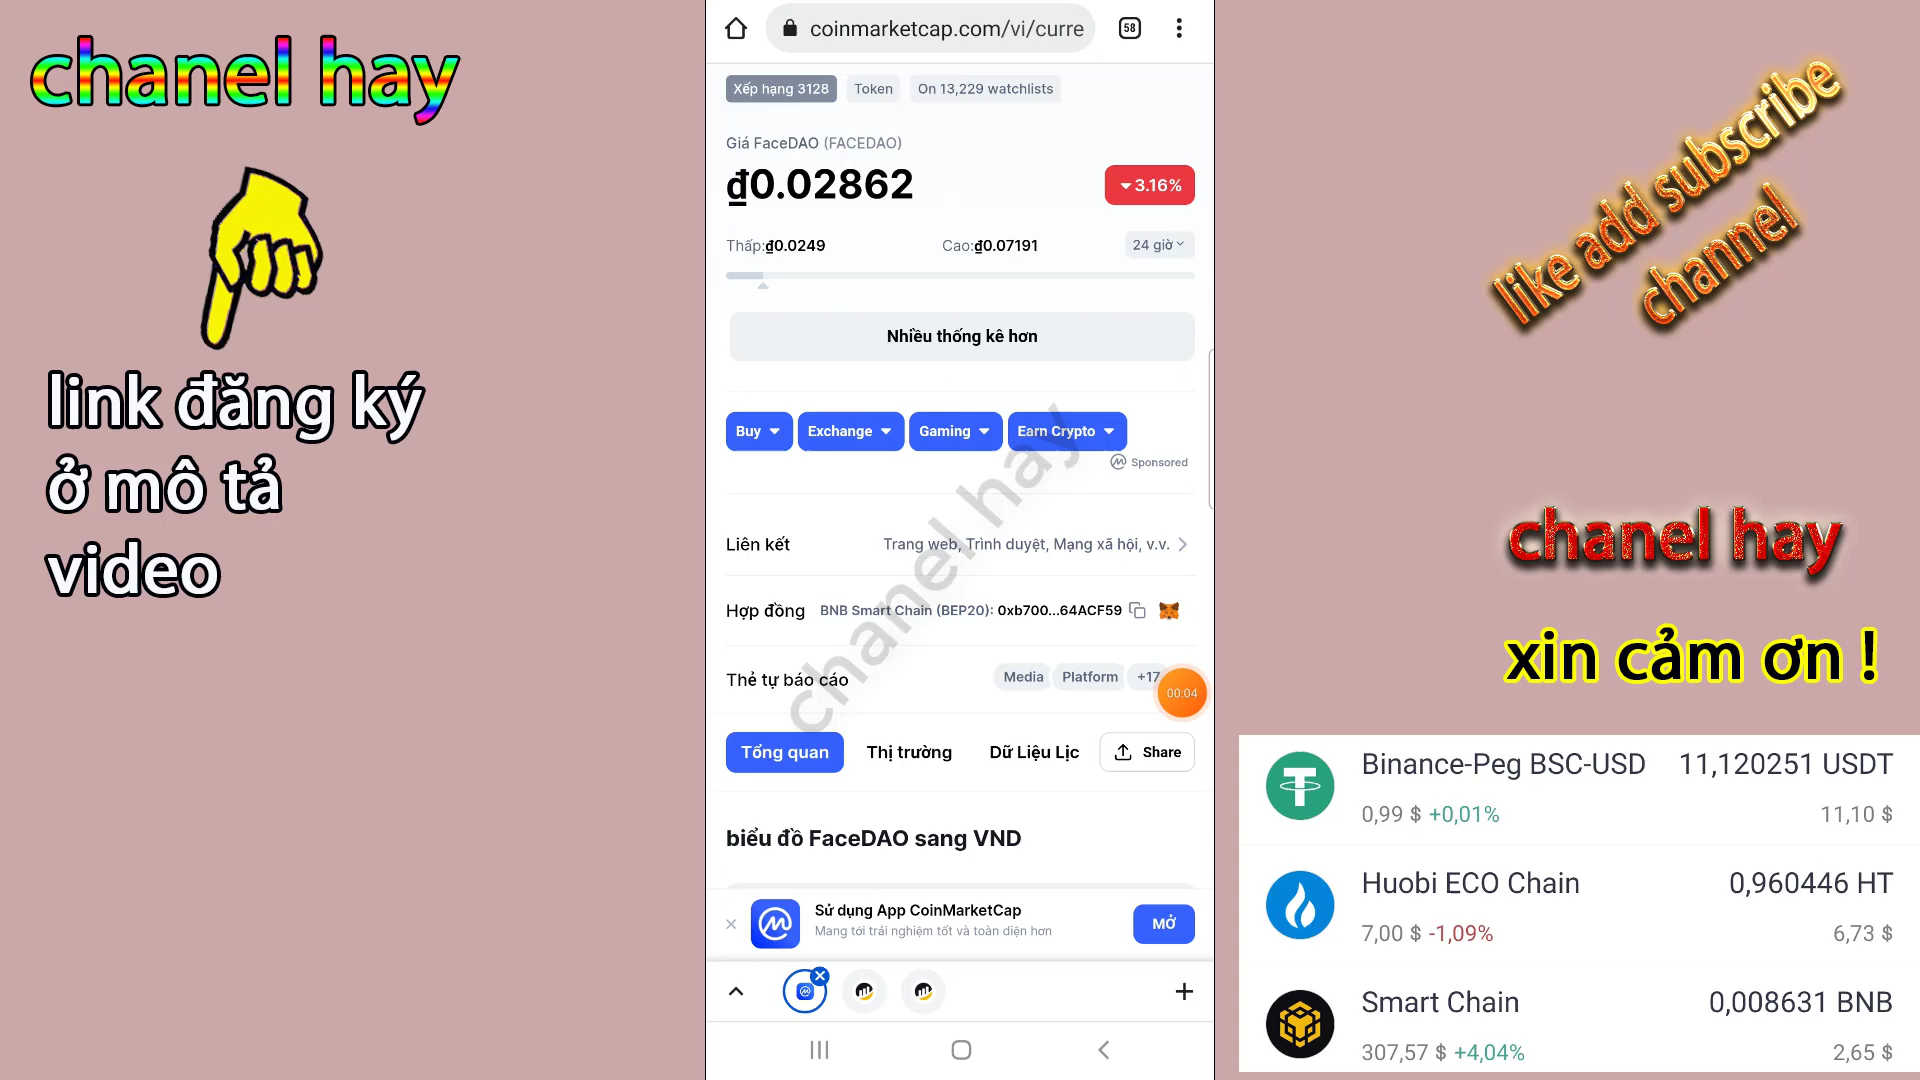 chanel hay
link đăng ký
ở mô tả
video
coinmarketcap.com/vi/curre
58
Xếp hạng 3128
Token
On 13,229 watchlists
Giá FaceDAO (FACEDAO)
₫0.02862
3.16%
Thấp:₫0.0249
Cao:₫0.07191
24 giờ
Nhiều thống kê hơn
Buy
Exchange
Gaming
Earn Crypto
Sponsored
Liên kết
Trang web, Trình duyệt, Mạng xã hội, v.v.
Hợp đồng
BNB Smart Chain (BEP20): 0xb700...64ACF59
Thẻ tự báo cáo
Media
Platform
+17
00:04
chanel hay
Tổng quan
Thị trường
Dữ Liệu Lịc
Share
biểu đồ FaceDAO sang VND
Sử dụng App CoinMarketCap
Mang tới trải nghiệm tốt và toàn diện hơn
MỞ
like add subscribe
channel
chanel hay
xin cảm ơn !
Binance-Peg BSC-USD 11,120251 USDT
0,99 $ +0,01% 11,10 $
Huobi ECO Chain 0,960446 HT
7,00 $ -1,09% 6,73 $
Smart Chain 0,008631 BNB
307,57 $ +4,04% 2,65 $